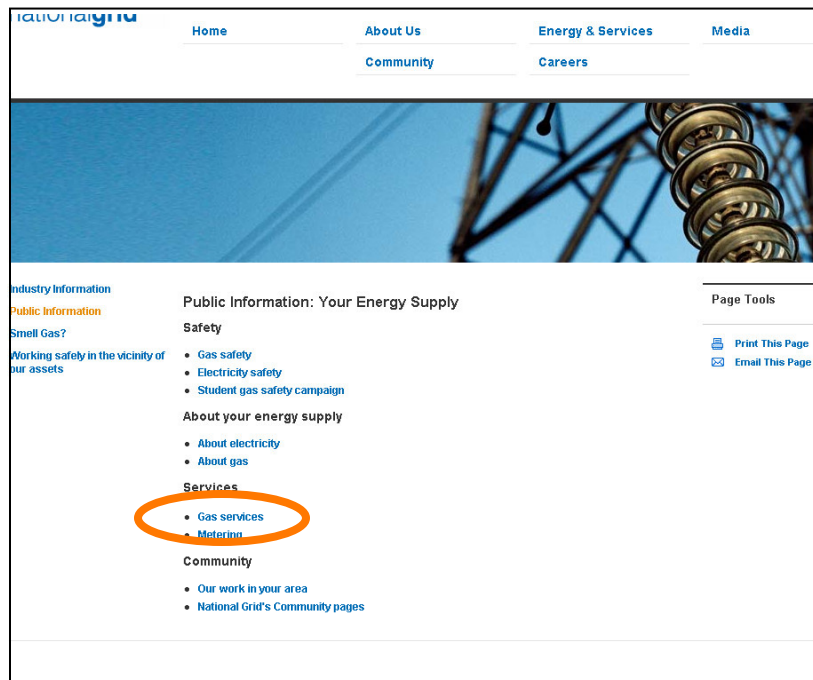 nationalgrid
Home
About Us
Energy & Services
Media
Community
Careers
Industry Information
Public Information
Smell Gas?
Working safely in the vicinity of
our assets
Public Information: Your Energy Supply
Safety
Gas safety
Electricity safety
Student gas safety campaign
About your energy supply
About electricity
About gas
Services
Gas services
Metering
Community
Our work in your area
National Grid's Community pages
Page Tools
Print This Page
Email This Page